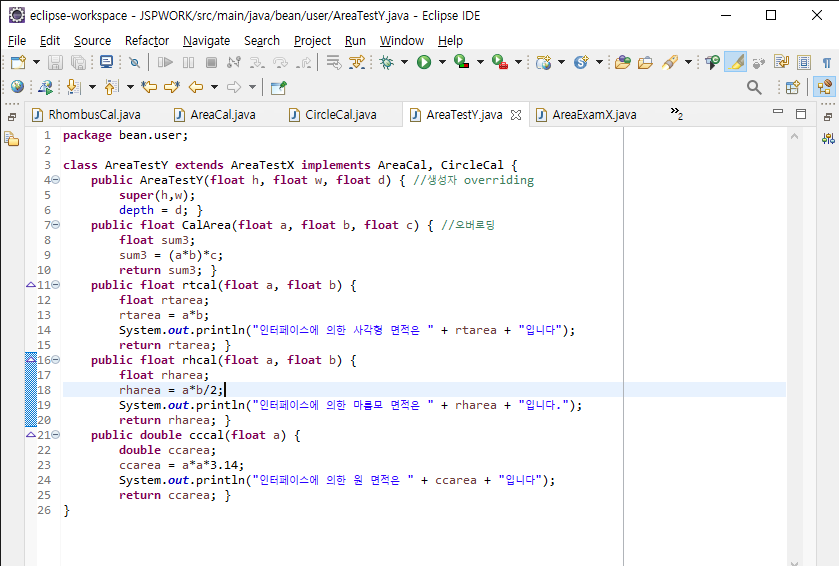 eclipse-workspace - JSPWORK/src/main/java/bean/user/AreaTestY.java - Eclipse IDE
File Edit Source Refactor Navigate Search Project Run Window Help
RhombusCal.java AreaCal.java CircleCal.java AreaTestY.java AreaExamX.java »2
1 package bean.user;
2
3 class AreaTestY extends AreaTestX implements AreaCal, CircleCal {
4 public AreaTestY(float h, float w, float d) { //생성자 overriding
5 super(h,w);
6 depth = d; }
7 public float CalArea(float a, float b, float c) { //오버로딩
8 float sum3;
9 sum3 = (a*b)*c;
10 return sum3; }
11 public float rtcal(float a, float b) {
12 float rtarea;
13 rtarea = a*b;
14 System.out.println("인터페이스에 의한 사각형 면적은 " + rtarea + "입니다");
15 return rtarea; }
16 public float rhcal(float a, float b) {
17 float rharea;
18 rharea = a*b/2;
19 System.out.println("인터페이스에 의한 마름모 면적은 " + rharea + "입니다.");
20 return rharea; }
21 public double cccal(float a) {
22 double ccarea;
23 ccarea = a*a*3.14;
24 System.out.println("인터페이스에 의한 원 면적은 " + ccarea + "입니다");
25 return ccarea; }
26 }